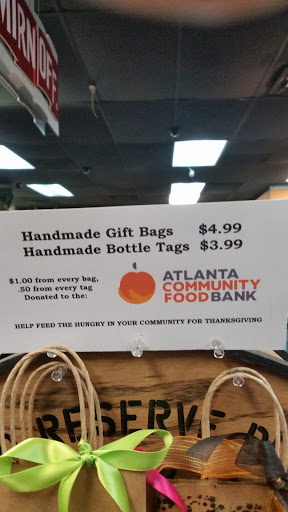 SMIRNOFF
Handmade Gift Bags $4.99
Handmade Bottle Tags $3.99
$1.00 from every bag,
.50 from every tag
Donated to the:
ATLANTA
COMMUNITY
FOOD BANK
HELP FEED THE HUNGRY IN YOUR COMMUNITY FOR THANKSGIVING
RESERVE